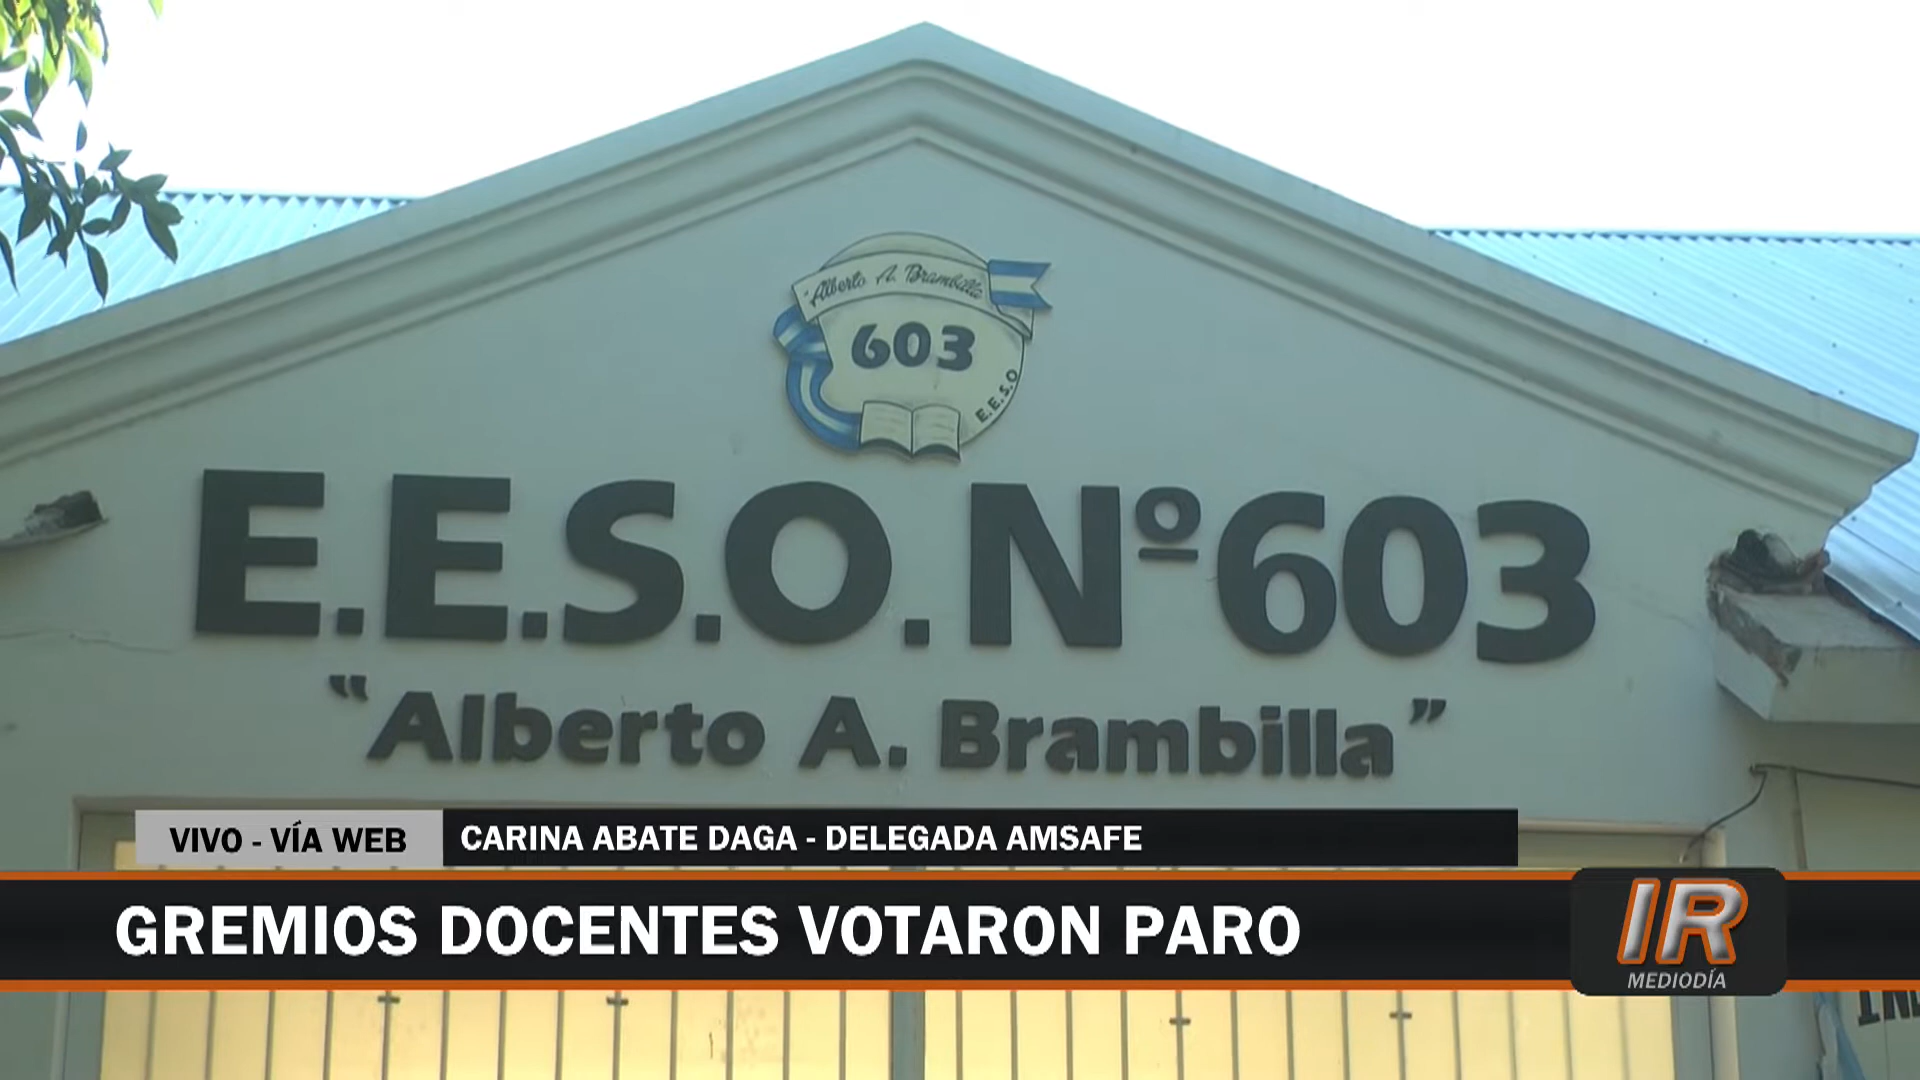 "Alberto A. Brambilla
603
E.E.S.O
E.E.S.O. Nº603
"Alberto A. Brambilla"
VIVO - VÍA WEB
CARINA ABATE DAGA - DELEGADA AMSAFE
GREMIOS DOCENTES VOTARON PARO
IR
MEDIODÍA